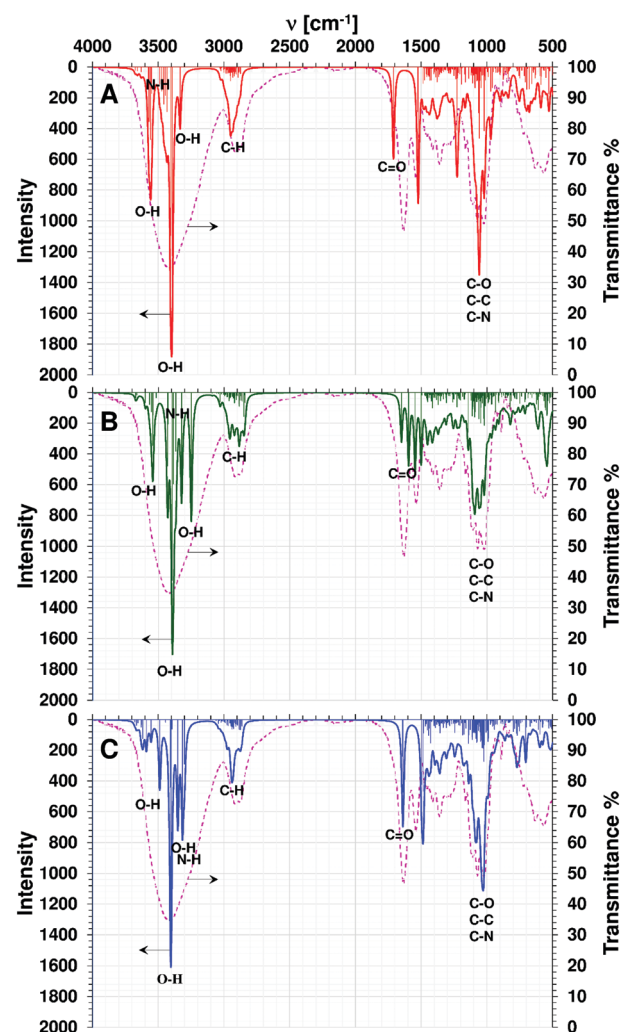 ν [cm-1]
4000 3500 3000 2500 2000 1500 1000 500
A
Intensity
Transmittance %
0
200
400
600
800
1000
1200
1400
1600
1800
2000
100
90
80
70
60
50
40
30
20
10
0
N-H
O-H
C-H
C=O
O-H
C-O
C-C
C-N
O-H
B
Intensity
Transmittance %
0
200
400
600
800
1000
1200
1400
1600
1800
2000
100
90
80
70
60
50
40
30
20
10
0
N-H
C-H
C=O
O-H
O-H
C-O
C-C
C-N
O-H
C
Intensity
Transmittance %
0
200
400
600
800
1000
1200
1400
1600
1800
2000
100
90
80
70
60
50
40
30
20
10
0
C-H
O-H
C=O
O-H
N-H
C-O
C-C
C-N
O-H